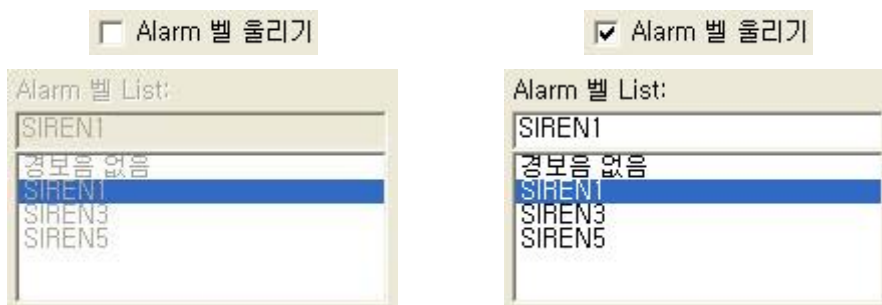 Alarm 벨 울리기
Alarm 벨 List:
SIREN1
경보음 없음
SIREN1
SIREN3
SIREN5
Alarm 벨 울리기
Alarm 벨 List:
SIREN1
경보음 없음
SIREN1
SIREN3
SIREN5